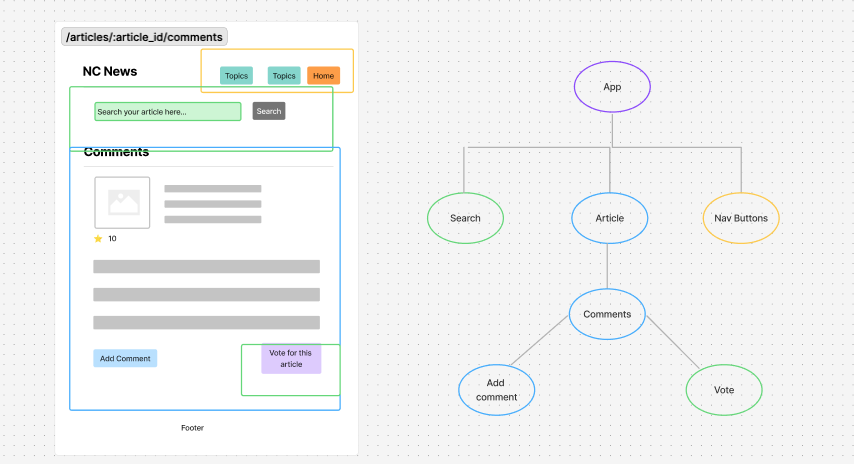 /articles/:article_id/comments
NC News
Topics
Topics
Home
Search your article here...
Search
Comments
10
Add Comment
Vote for this
article
Footer
App
Search
Article
Nav Buttons
Comments
Add
comment
Vote